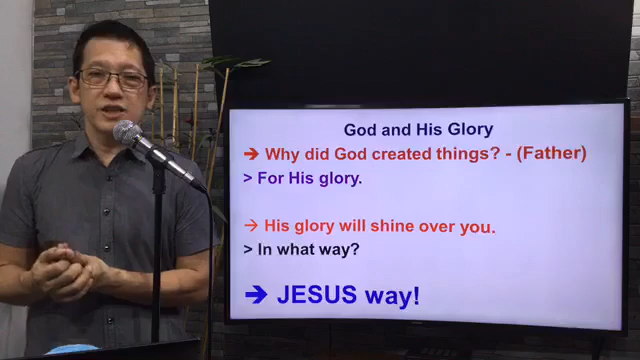 God and His Glory
➔ Why did God created things? - (Father)
> For His glory.
→ His glory will shine over you.
> In what way?
➔ JESUS way!